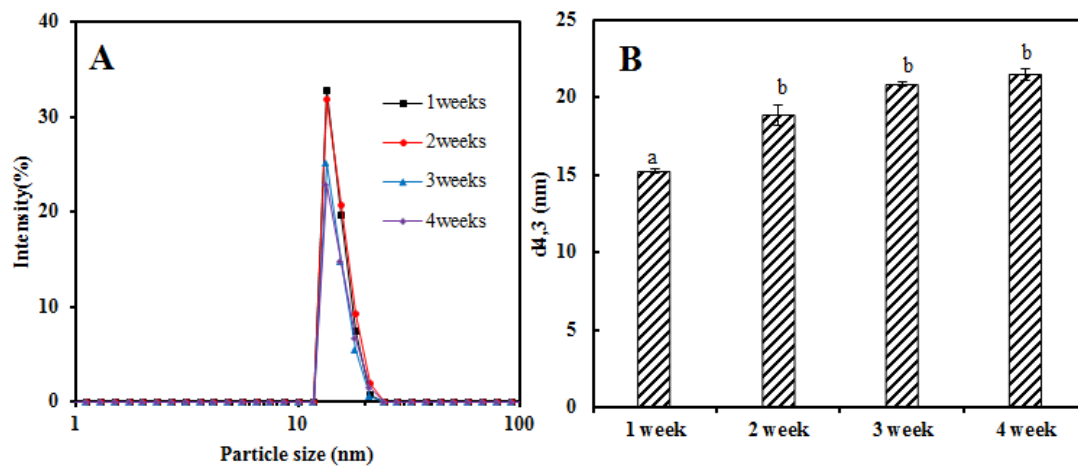 A
40
30
20
10
0
Intensity(%)
1weeks
2weeks
3weeks
4weeks
1
10
100
Particle size (nm)
B
25
20
15
10
5
0
d4,3 (nm)
a
b
b
b
1 week
2 week
3 week
4 week